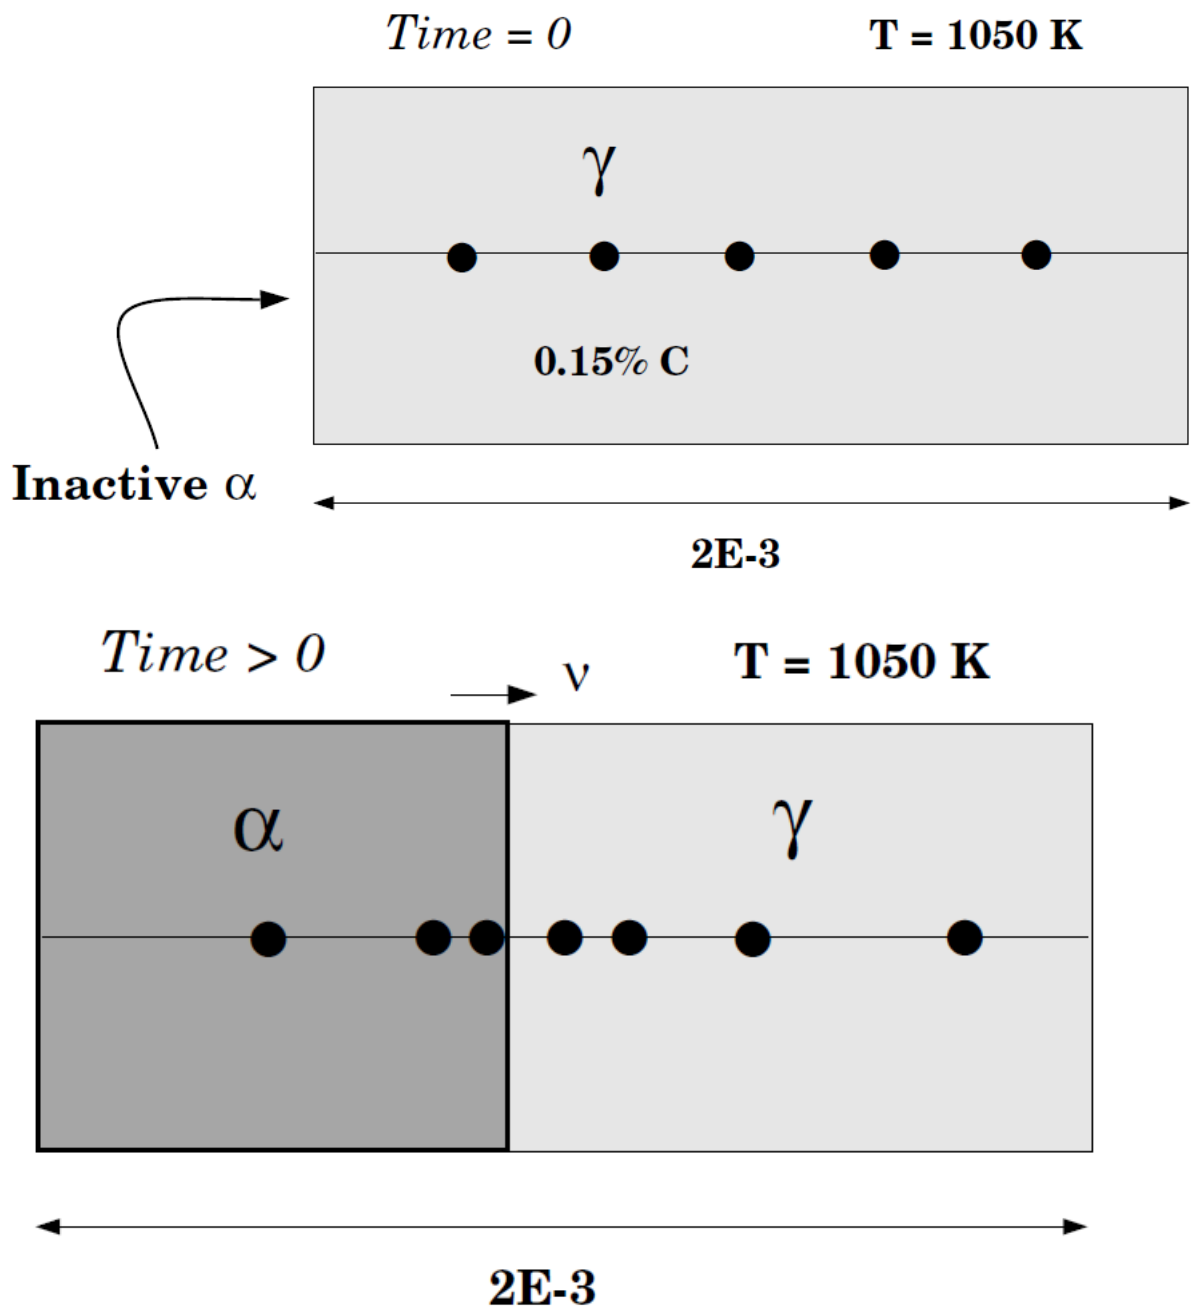 Time = 0 T = 1050 K
γ
0.15% C
Inactive α
2E-3
Time > 0 ν T = 1050 K
α γ
2E-3